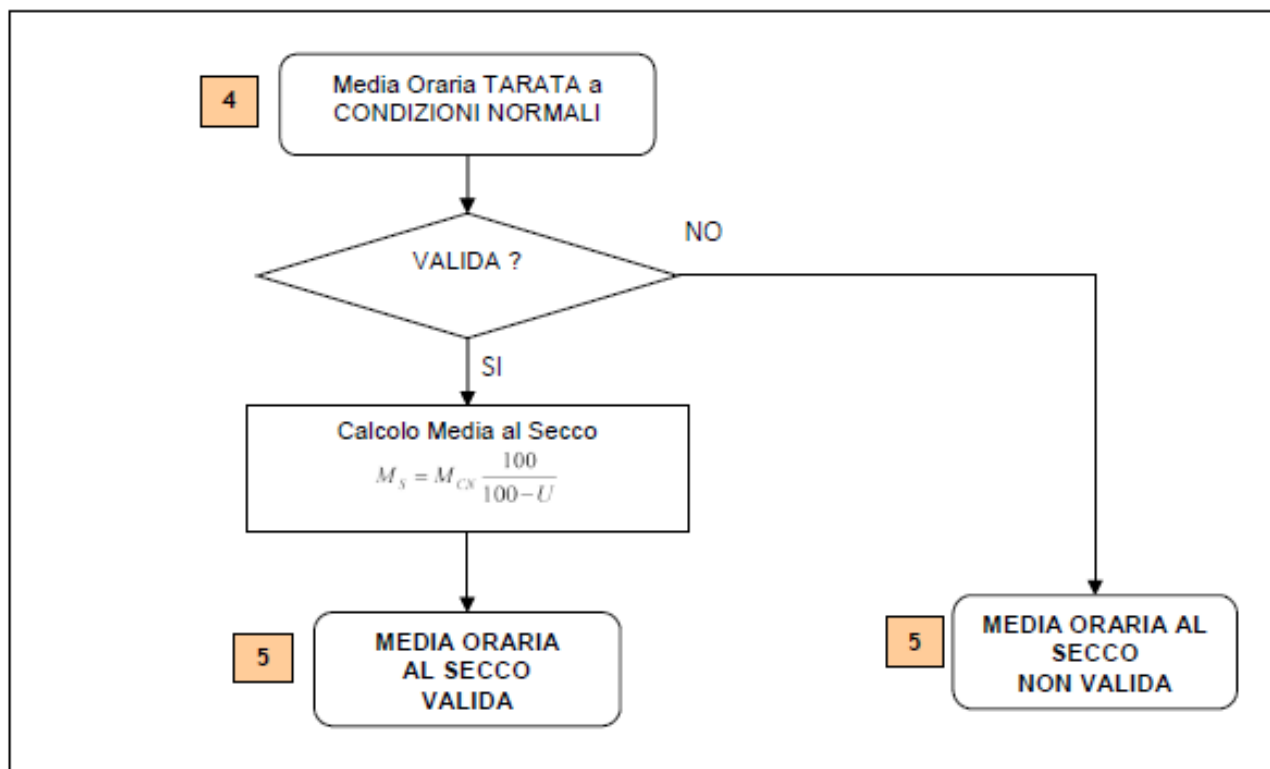 4
Media Oraria TARATA a
CONDIZIONI NORMALI
VALIDA ?
NO
SI
Calcolo Media al Secco
M_S = M_CN 100 / (100 - U)
5
MEDIA ORARIA
AL SECCO
VALIDA
5
MEDIA ORARIA AL
SECCO
NON VALIDA